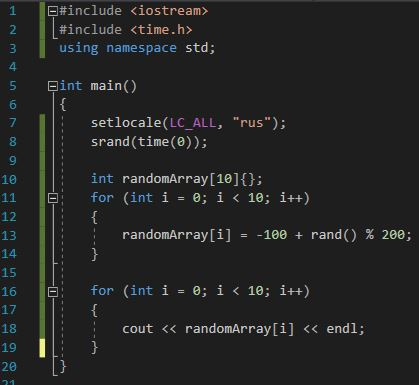 1 #include <iostream>
2 #include <time.h>
3 using namespace std;
4
5 int main()
6 {
7     setlocale(LC_ALL, "rus");
8     srand(time(0));
9
10     int randomArray[10]{};
11     for (int i = 0; i < 10; i++)
12     {
13         randomArray[i] = -100 + rand() % 200;
14     }
15
16     for (int i = 0; i < 10; i++)
17     {
18         cout << randomArray[i] << endl;
19     }
20 }
21